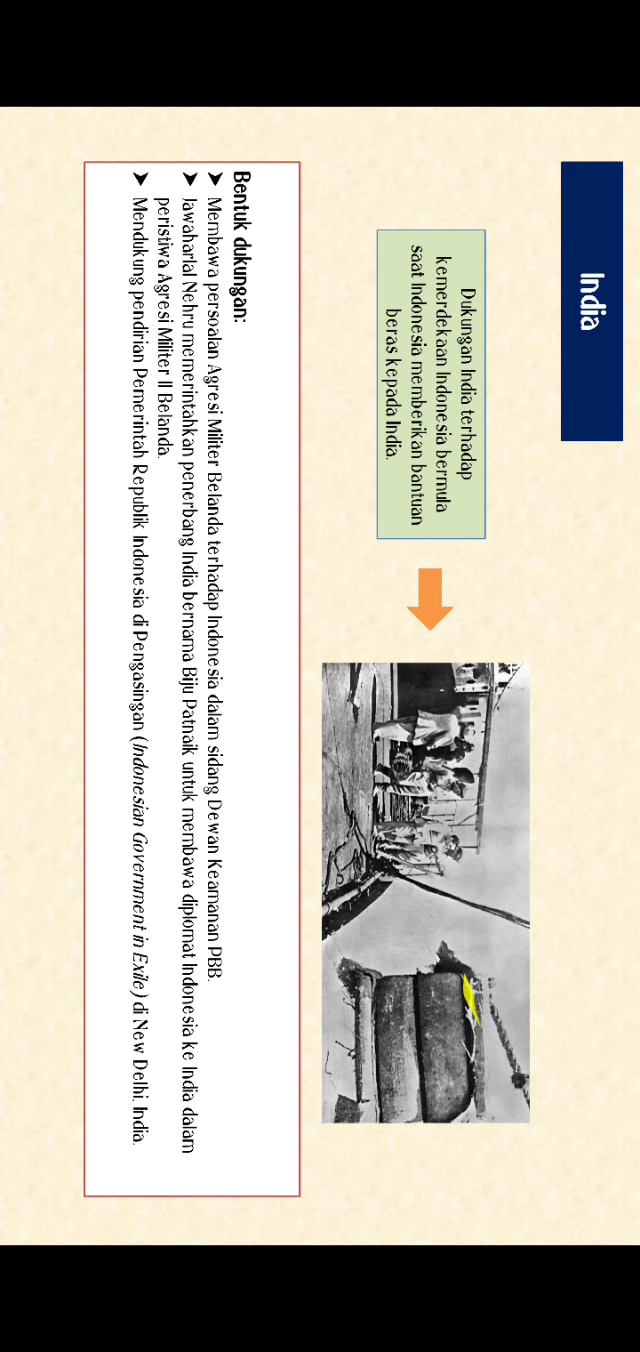 India
Dukungan India terhadap
kemerdekaan Indonesia bermula
saat Indonesia memberikan bantuan
beras kepada India.
Bentuk dukungan:
➤ Membawa persoalan Agresi Militer Belanda terhadap Indonesia dalam sidang Dewan Keamanan PBB.
➤ Jawaharlal Nehru memerintahkan penerbang India bernama Biju Patnaik untuk membawa diplomat Indonesia ke India dalam
peristiwa Agresi Militer II Belanda.
➤ Mendukung pendirian Pemerintah Republik Indonesia di Pengasingan (Indonesian Government in Exile) di New Delhi, India.